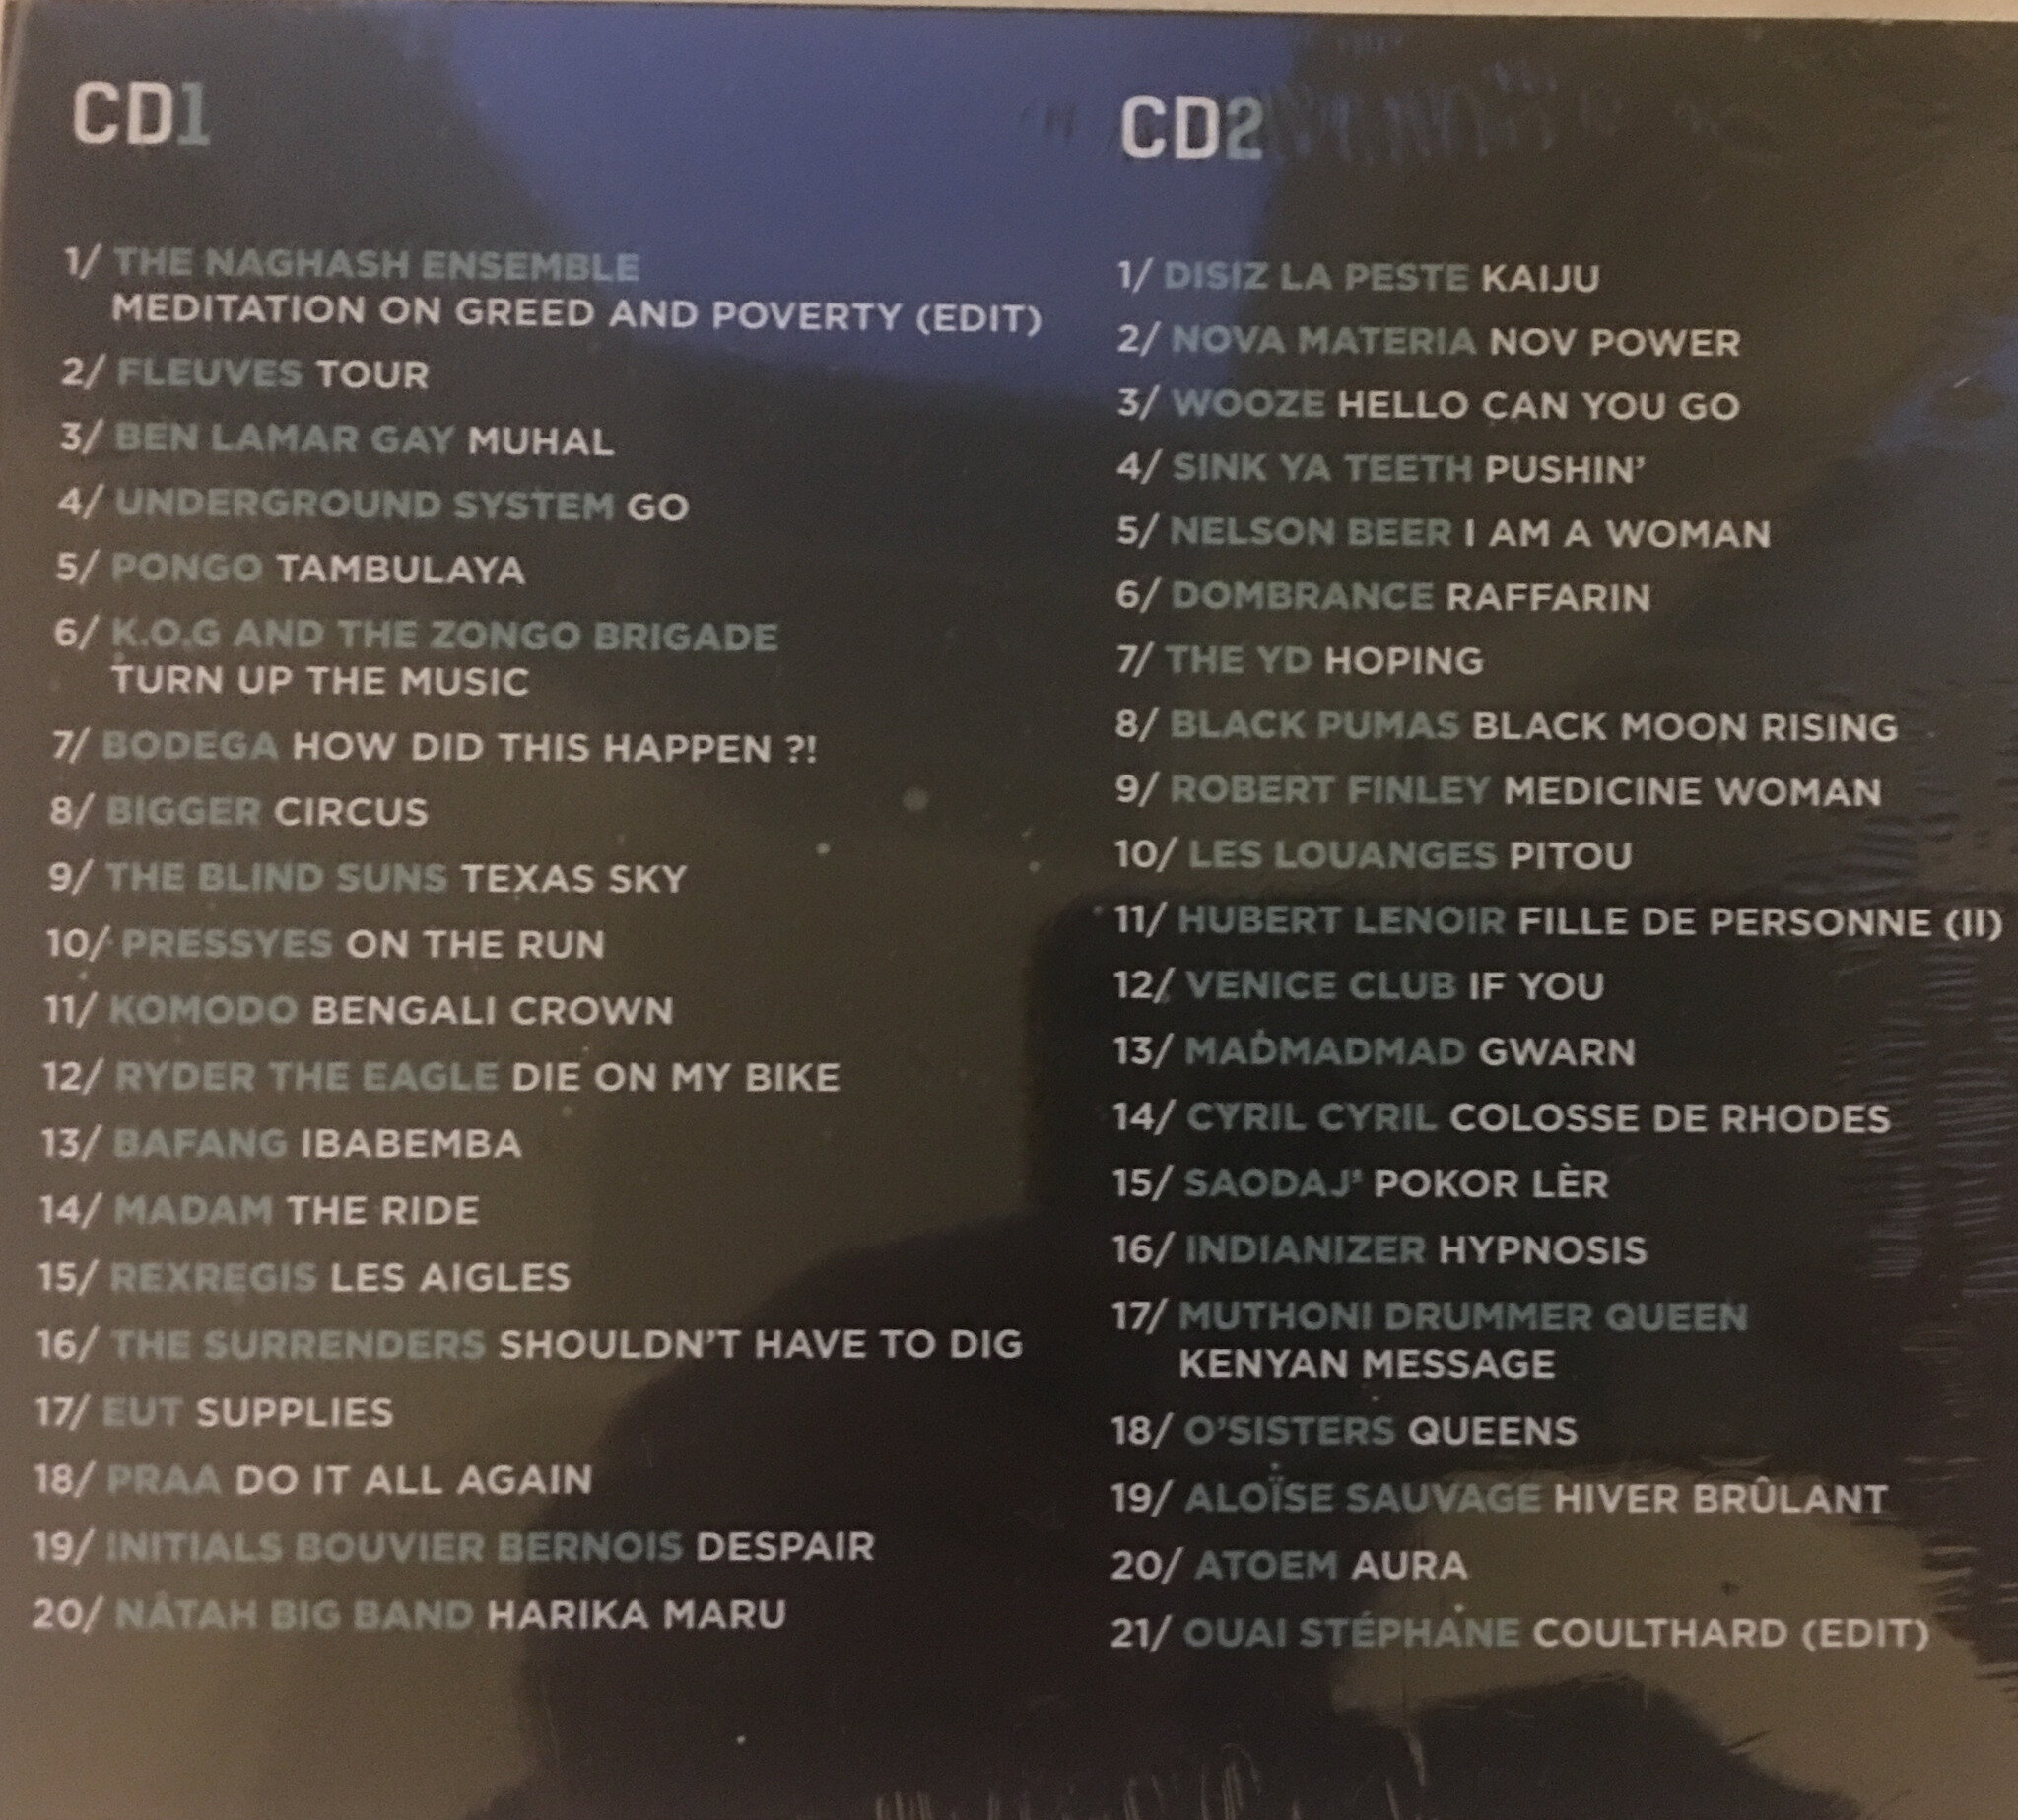 CD1
1/ THE NAGHASH ENSEMBLE
MEDITATION ON GREED AND POVERTY (EDIT)
2/ FLEUVES TOUR
3/ BEN LAMAR GAY MUHAL
4/ UNDERGROUND SYSTEM GO
5/ PONGO TAMBULAYA
6/ K.O.G AND THE ZONGO BRIGADE
TURN UP THE MUSIC
7/ BODEGA HOW DID THIS HAPPEN ?!
8/ BIGGER CIRCUS
9/ THE BLIND SUNS TEXAS SKY
10/ PRESSYES ON THE RUN
11/ KOMODO BENGALI CROWN
12/ RYDER THE EAGLE DIE ON MY BIKE
13/ BAFANG IBABEMBA
14/ MADAM THE RIDE
15/ REXREGIS LES AIGLES
16/ THE SURRENDERS SHOULDN'T HAVE TO DIG
17/ EUT SUPPLIES
18/ PRAA DO IT ALL AGAIN
19/ INITIALS BOUVIER BERNOIS DESPAIR
20/ NÂTAH BIG BAND HARIKA MARU
CD2
1/ DISIZ LA PESTE KAIJU
2/ NOVA MATERIA NOV POWER
3/ WOOZE HELLO CAN YOU GO
4/ SINK YA TEETH PUSHIN'
5/ NELSON BEER I AM A WOMAN
6/ DOMBRANCE RAFFARIN
7/ THE YD HOPING
8/ BLACK PUMAS BLACK MOON RISING
9/ ROBERT FINLEY MEDICINE WOMAN
10/ LES LOUANGES PITOU
11/ HUBERT LENOIR FILLE DE PERSONNE (II)
12/ VENICE CLUB IF YOU
13/ MADMADMAD GWARN
14/ CYRIL CYRIL COLOSSE DE RHODES
15/ SAODAJ' POKOR LÈR
16/ INDIANIZER HYPNOSIS
17/ MUTHONI DRUMMER QUEEN
KENYAN MESSAGE
18/ O'SISTERS QUEENS
19/ ALOÏSE SAUVAGE HIVER BRÛLANT
20/ ATOEM AURA
21/ OUAI STÉPHANE COULTHARD (EDIT)